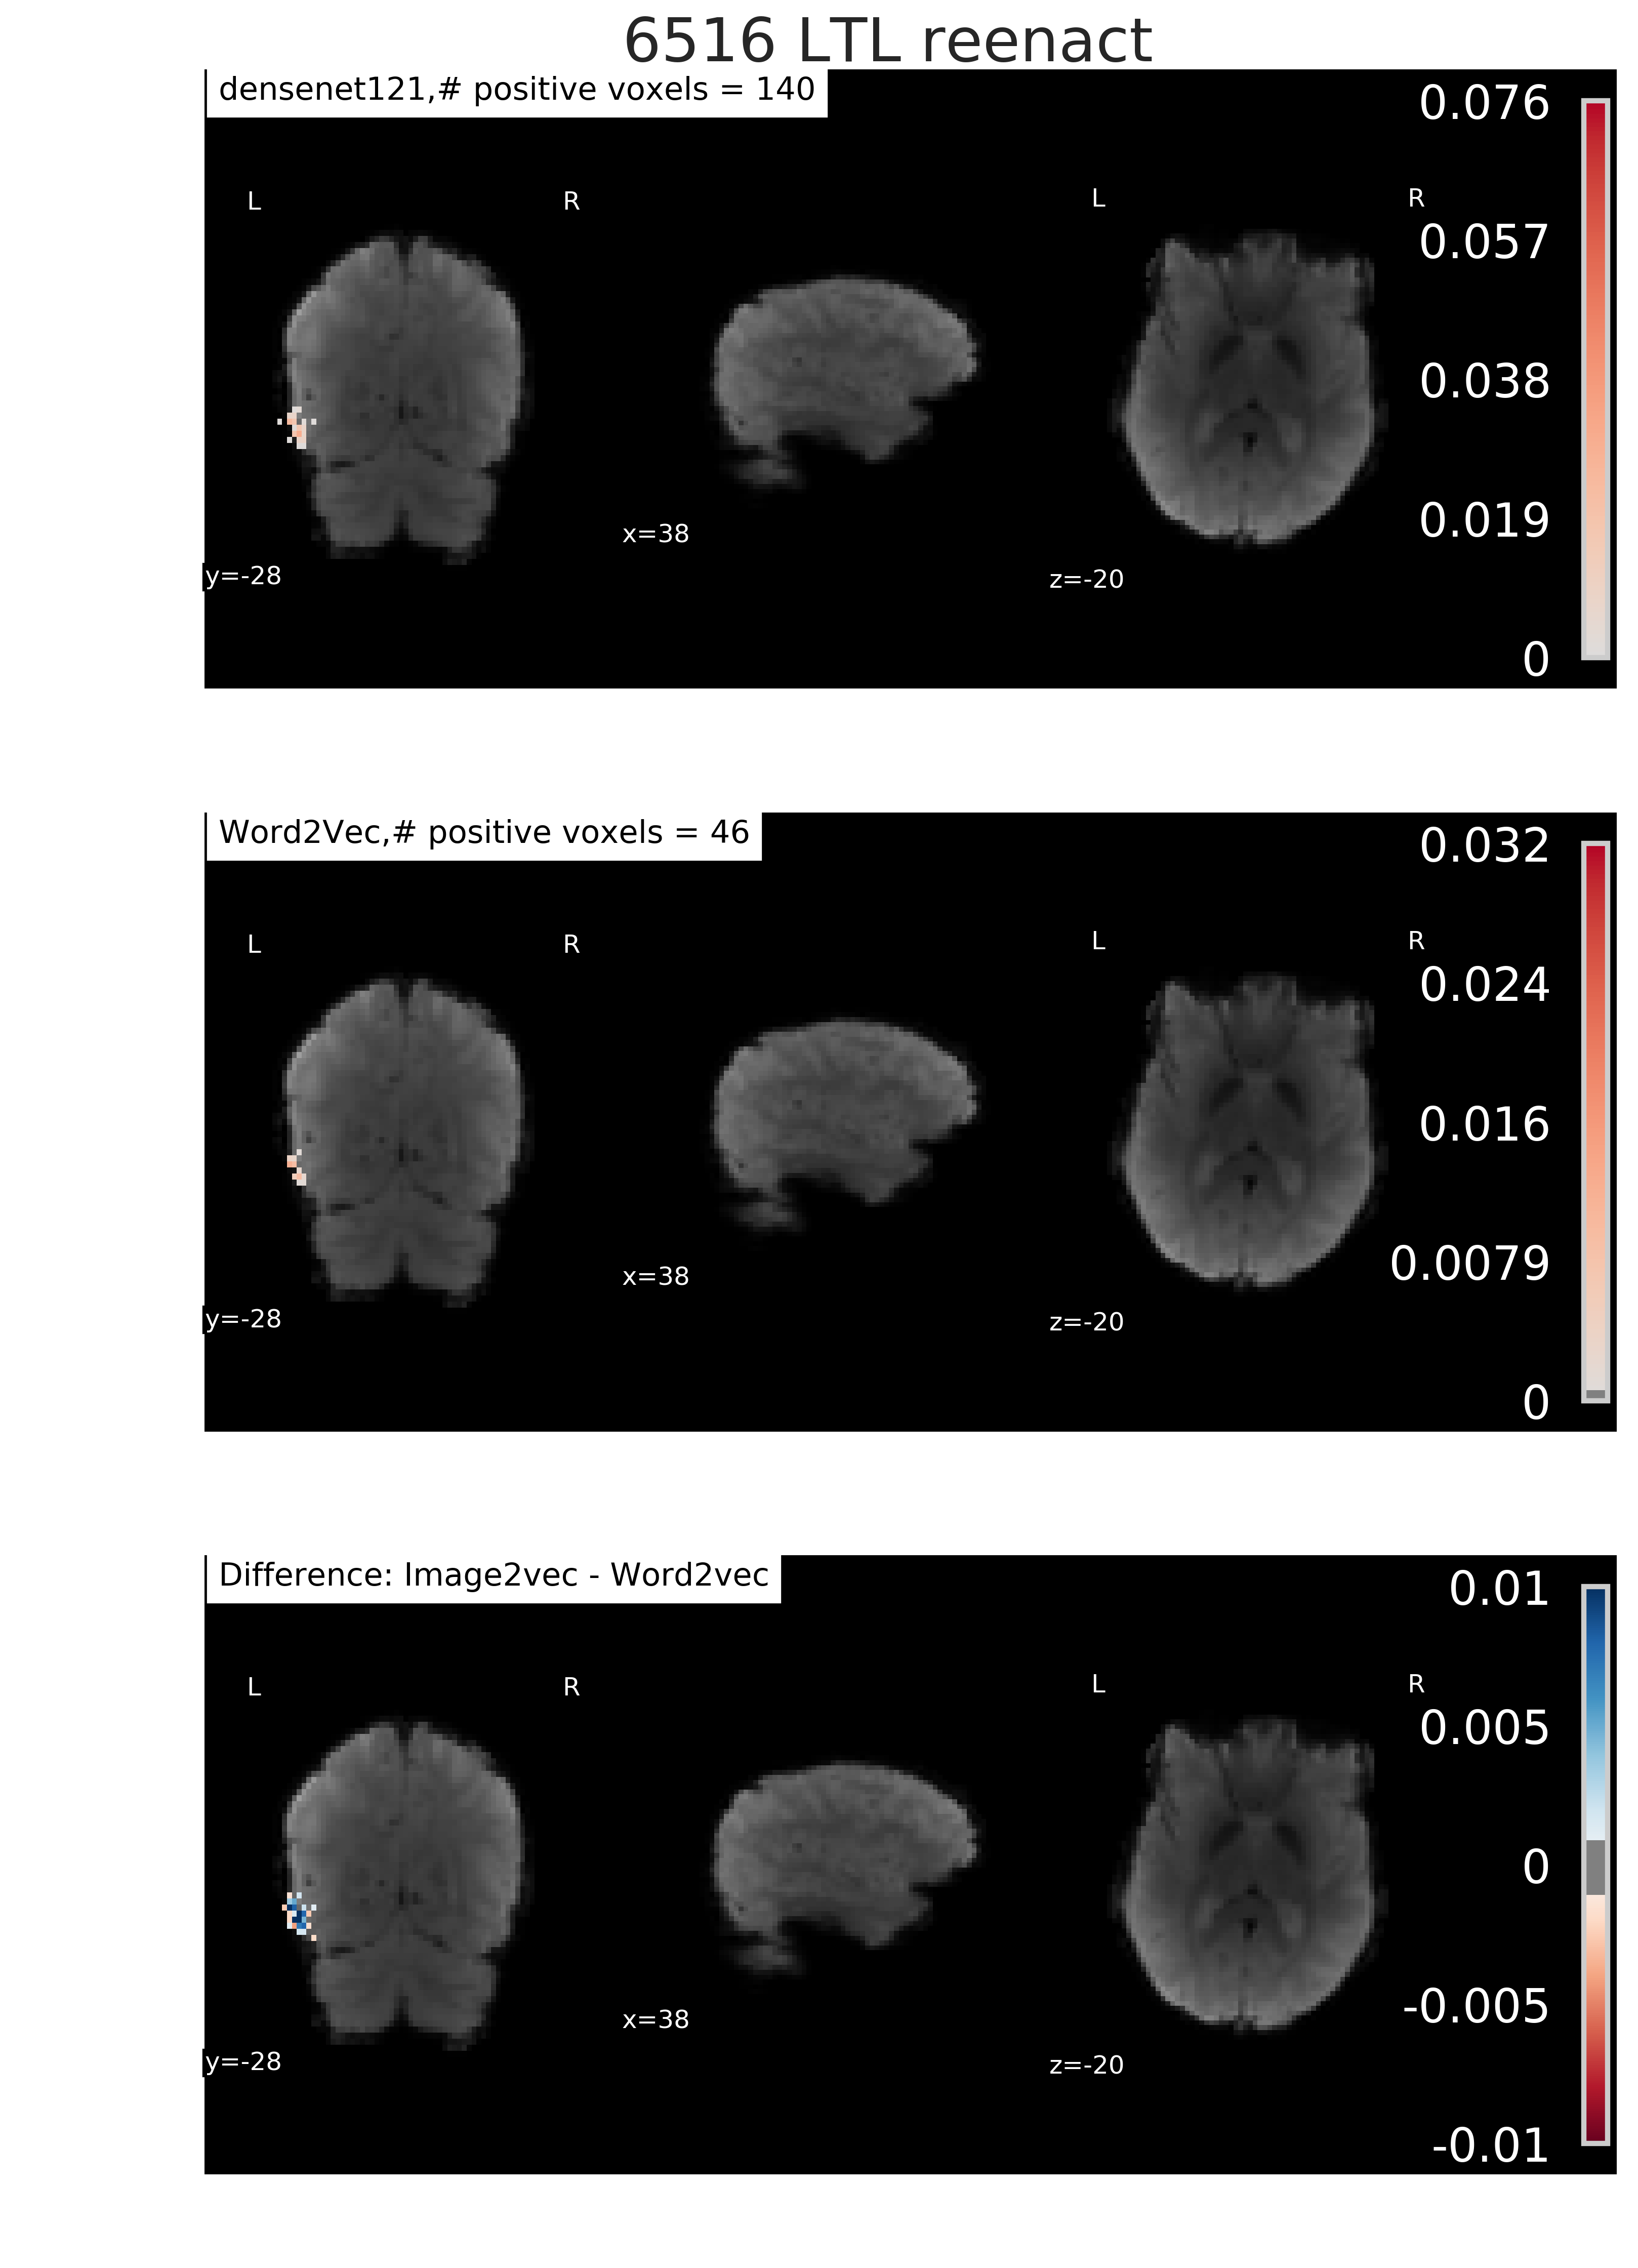 6516 LTL reenact
densenet121,# positive voxels = 140
0.076
L R L R
0.057
0.038
0.019
x=38
y=-28 z=-20
0
Word2Vec,# positive voxels = 46
0.032
L R L R
0.024
0.016
0.0079
x=38
y=-28 z=-20
0
Difference: Image2vec - Word2vec
0.01
L R L R
0.005
0
-0.005
x=38
y=-28 z=-20
-0.01